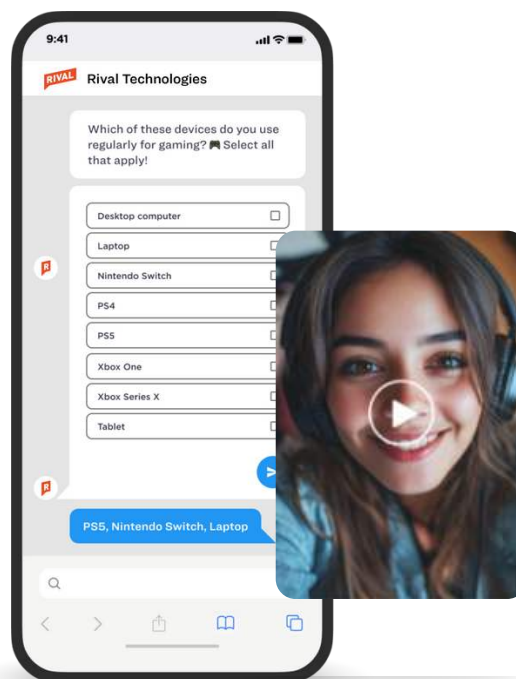 9:41
RIVAL
Rival Technologies
Which of these devices do you use
regularly for gaming? 🎮 Select all
that apply!
Desktop computer
Laptop
R
Nintendo Switch
PS4
PS5
Xbox One
Xbox Series X
Tablet
R
PS5, Nintendo Switch, Laptop